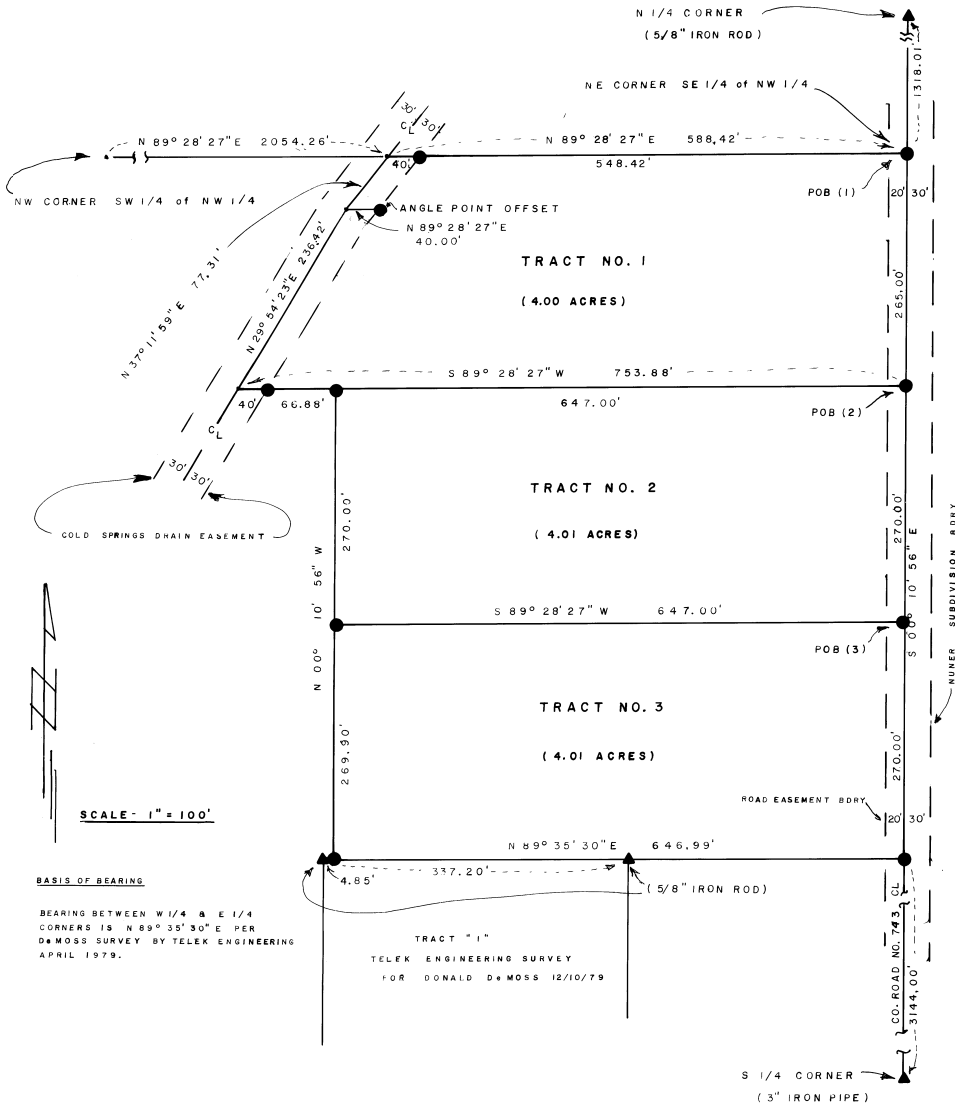 N 1/4 CORNER
(5/8" IRON ROD)
1318.01'
NE CORNER SE 1/4 of NW 1/4
30'
CL
30'
N 89° 28' 27" E 2054.26'
N 89° 28' 27" E 588,42'
40'
548.42'
POB (1)
20' 30'
NW CORNER SW 1/4 of NW 1/4
ANGLE POINT OFFSET
N 89° 28' 27" E
40.00'
N 37° 11' 59" E 77.31'
N 29° 54' 23" E 236.42'
TRACT NO. 1
(4.00 ACRES)
265.00'
S 89° 28' 27" W 753.88'
40' 66.88'
647.00'
POB (2)
CL
30'
30'
COLD SPRINGS DRAIN EASEMENT
TRACT NO. 2
(4.01 ACRES)
270.00'
270.00'
N 00° 10' 56" W
S 00° 10' 56" E
NUNER SUBDIVISION BDRY
S 89° 28' 27" W 647.00'
POB (3)
TRACT NO. 3
(4.01 ACRES)
269.90'
270.00'
ROAD EASEMENT BDRY
20' 30'
SCALE - 1" = 100'
N 89° 35' 30" E 646,99'
4.85'
337.20'
(5/8" IRON ROD)
BASIS OF BEARING
BEARING BETWEEN W 1/4 & E 1/4
CORNERS IS N 89° 35' 30" E PER
DeMOSS SURVEY BY TELEK ENGINEERING
APRIL 1979.
TRACT "1"
TELEK ENGINEERING SURVEY
FOR DONALD DeMOSS 12/10/79
CO. ROAD NO. 743 CL
3144,00'
S 1/4 CORNER
(3" IRON PIPE)